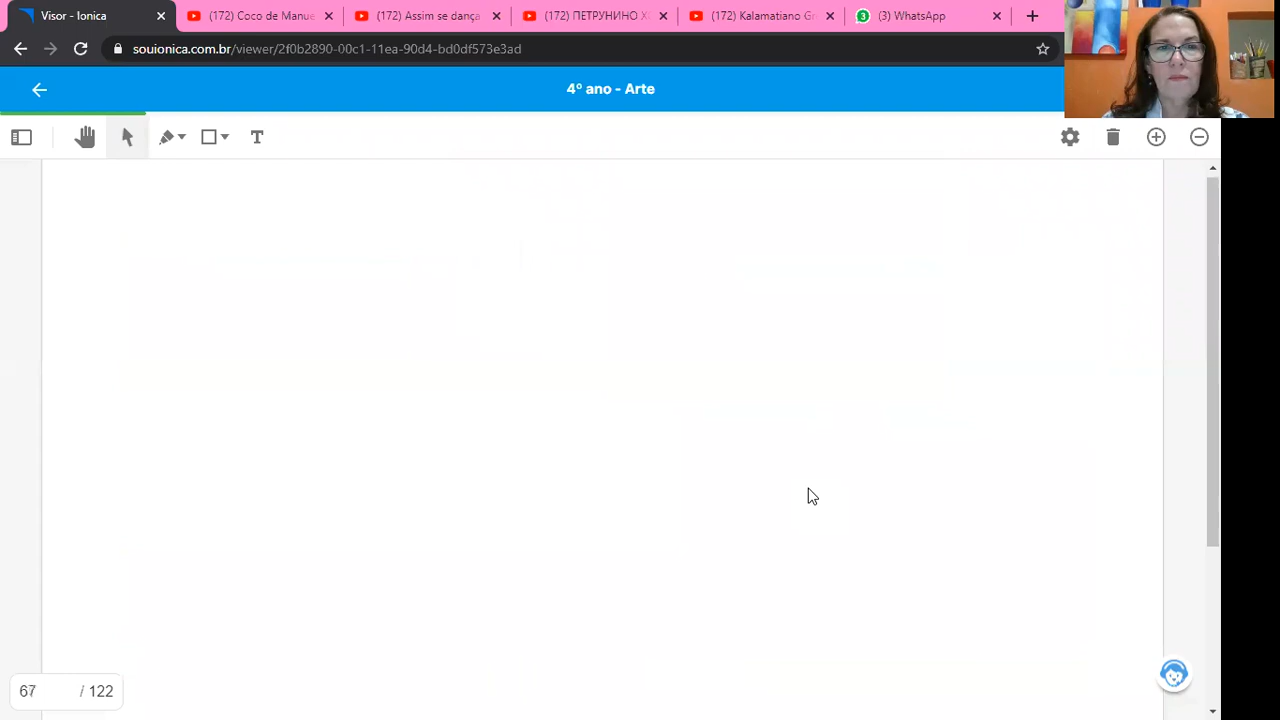 Visor - Ionica
(172) Coco de Manue
(172) Assim se dança
(172) ПЕТРУНИНО Х
(172) Kalamatiano Gr
(3) WhatsApp
souionica.com.br/viewer/2f0b2890-00c1-11ea-90d4-bd0df573e3ad
4º ano - Arte
T
67 / 122